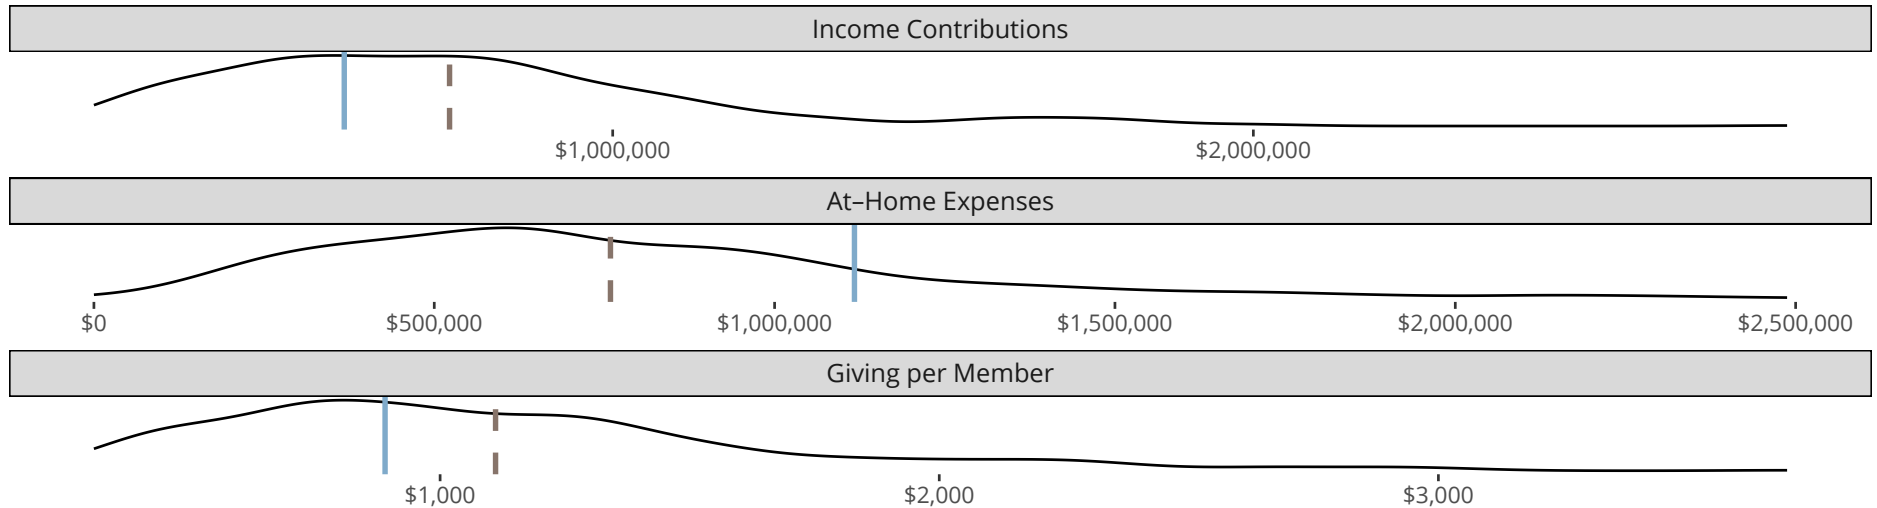 Income Contributions
$1,000,000 $2,000,000
At–Home Expenses
$0 $500,000 $1,000,000 $1,500,000 $2,000,000 $2,500,000
Giving per Member
$1,000 $2,000 $3,000